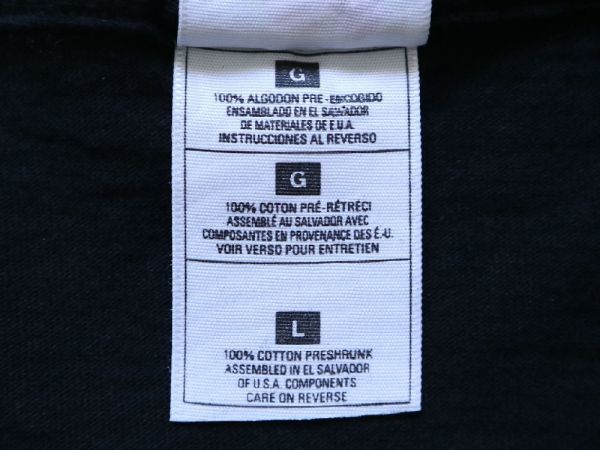 G
100% ALGODON PRE-ENCOGIDO
ENSAMBLADO EN EL SALVADOR
DE MATERIALES DE E.U.A.
INSTRUCCIONES AL REVERSO
G
100% COTON PRÉ-RÉTRÉCI
ASSEMBLÉ AU SALVADOR AVEC
COMPOSANTES EN PROVENANCE DES É.-U.
VOIR VERSO POUR ENTRETIEN
L
100% COTTON PRESHRUNK
ASSEMBLED IN EL SALVADOR
OF U.S.A. COMPONENTS
CARE ON REVERSE